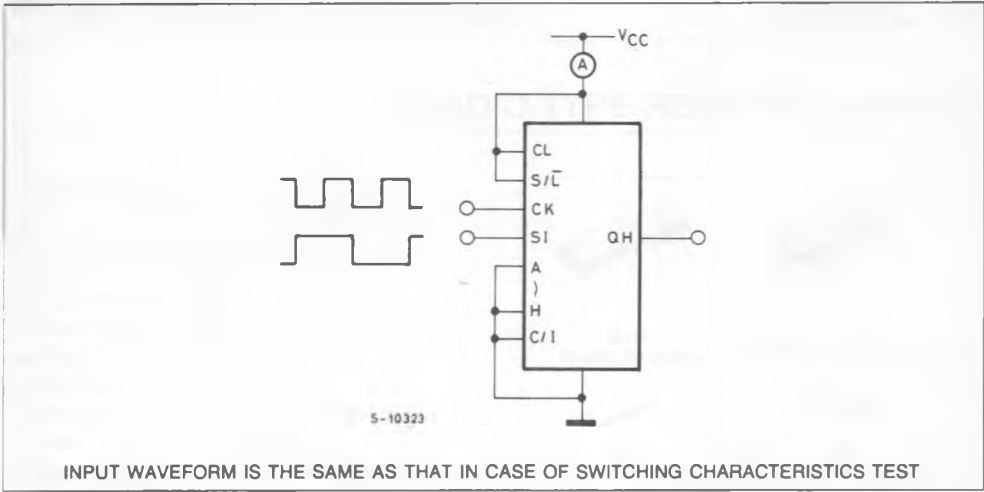 VCC
A
CL
S/L̅
CK
SI
QH
A
H
C/I
S-10323
INPUT WAVEFORM IS THE SAME AS THAT IN CASE OF SWITCHING CHARACTERISTICS TEST